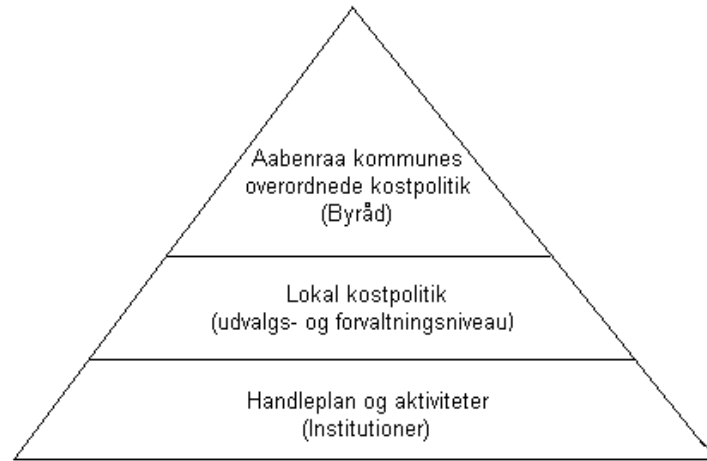 Aabenraa kommunes
overordnede kostpolitik
(Byråd)
Lokal kostpolitik
(udvalgs- og forvaltningsniveau)
Handleplan og aktiviteter
(Institutioner)